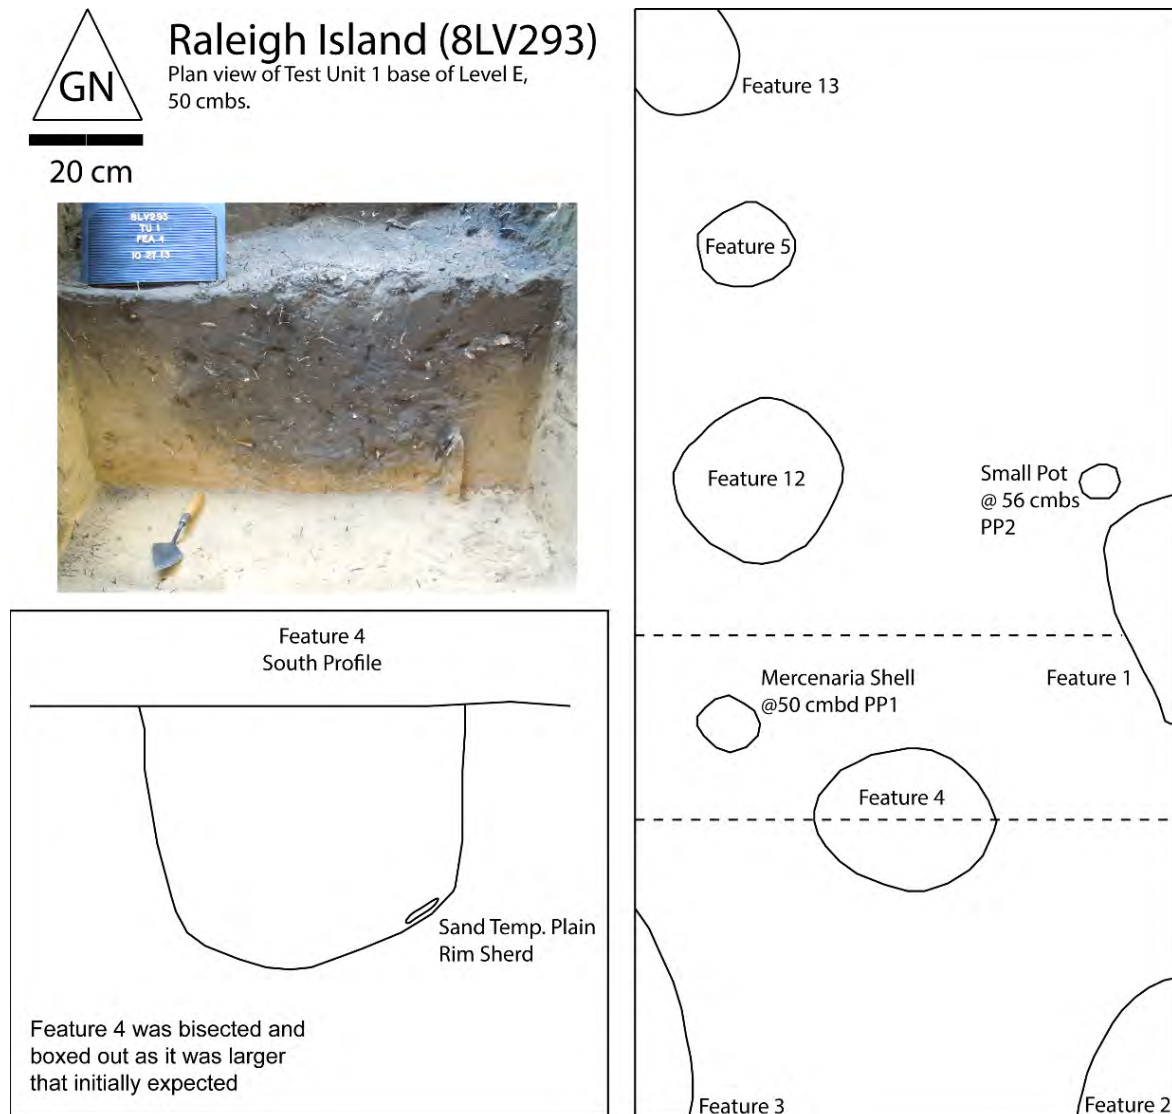 GN
20 cm
Raleigh Island (8LV293)
Plan view of Test Unit 1 base of Level E,
50 cmbs.
8LV293
TU 1
FEA 4
10-27-13
Feature 4
South Profile
Sand Temp. Plain
Rim Sherd
Feature 4 was bisected and
boxed out as it was larger
that initially expected
Feature 13
Feature 5
Feature 12
Small Pot
@ 56 cmbs
PP2
Feature 1
Mercenaria Shell
@50 cmbd PP1
Feature 4
Feature 3
Feature 2